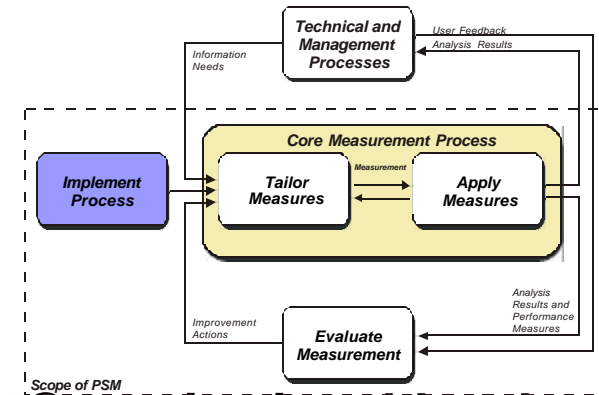 Technical and
Management
Processes
User Feedback
Analysis Results
Information
Needs
Core Measurement Process
Implement
Process
Tailor
Measures
Measurement
Apply
Measures
Analysis
Results and
Performance
Measures
Improvement
Actions
Evaluate
Measurement
Scope of PSM